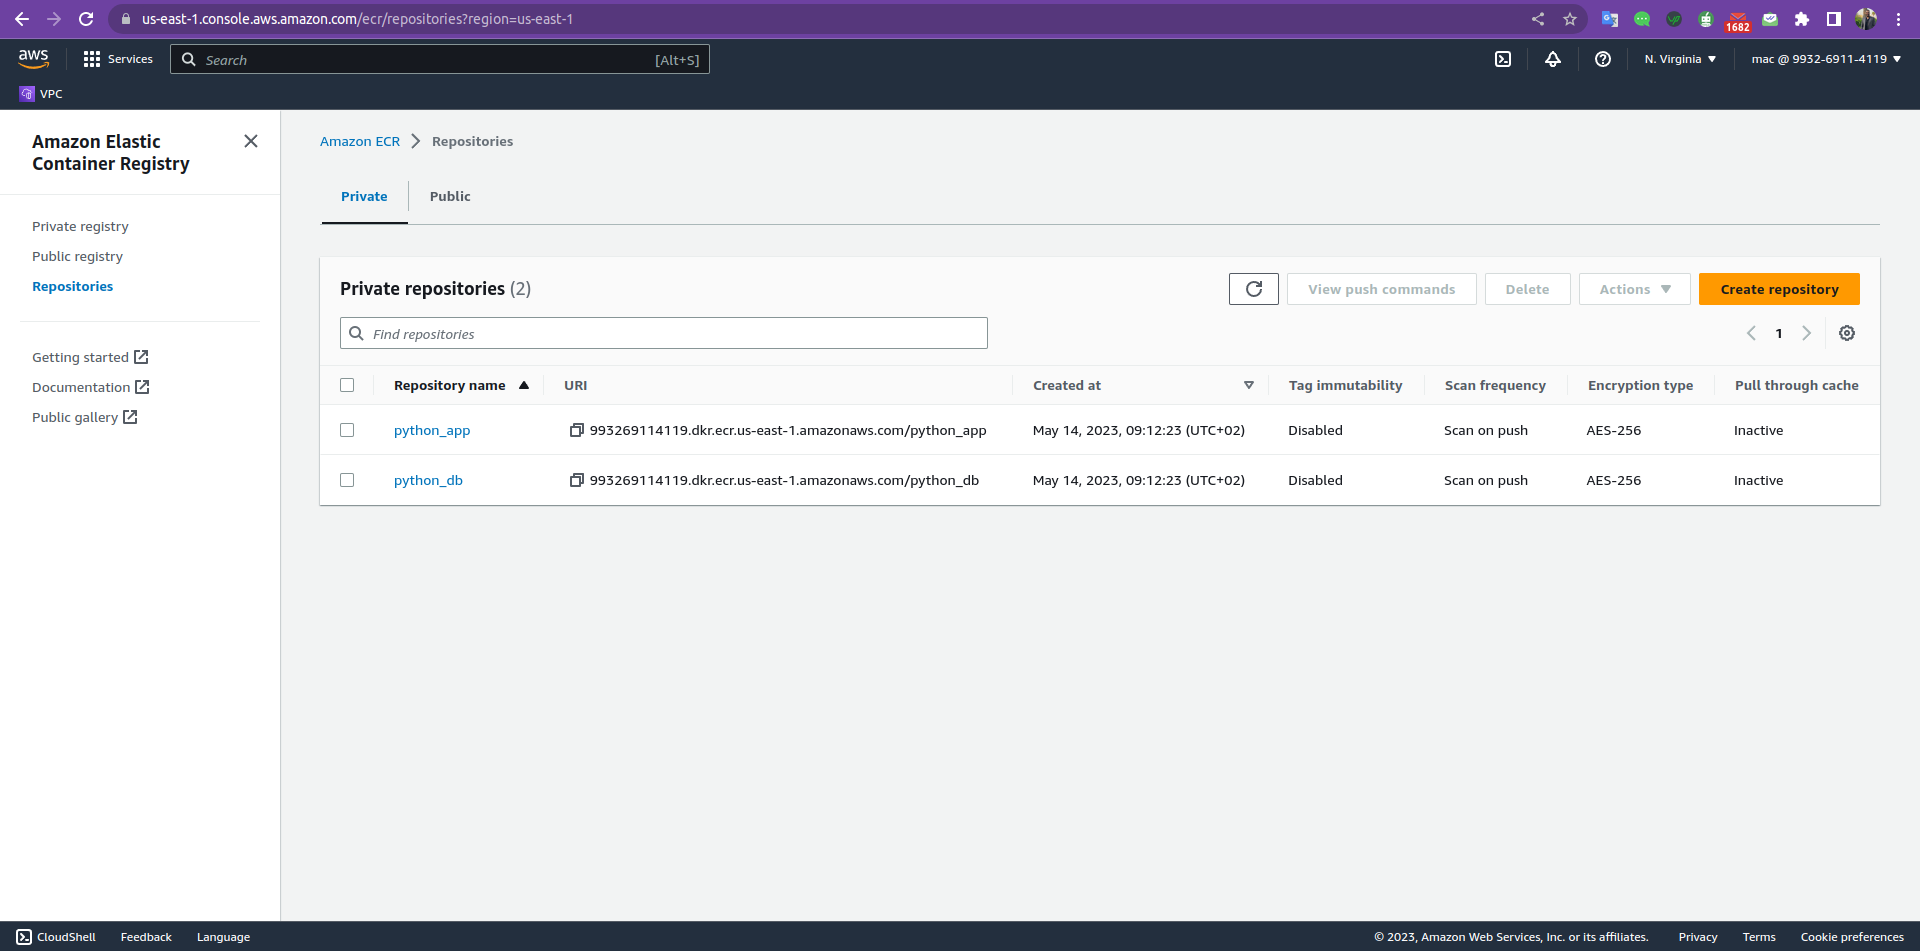 us-east-1.console.aws.amazon.com/ecr/repositories?region=us-east-1
1682
aws
Services
Search
[Alt+S]
N. Virginia
mac @ 9932-6911-4119
VPC
Amazon Elastic
Container Registry
Private registry
Public registry
Repositories
Getting started
Documentation
Public gallery
Amazon ECR
Repositories
Private
Public
Private repositories (2)
View push commands
Delete
Actions
Create repository
Find repositories
1
Repository name URI Created at Tag immutability Scan frequency Encryption type Pull through cache
python_app 993269114119.dkr.ecr.us-east-1.amazonaws.com/python_app May 14, 2023, 09:12:23 (UTC+02) Disabled Scan on push AES-256 Inactive
python_db 993269114119.dkr.ecr.us-east-1.amazonaws.com/python_db May 14, 2023, 09:12:23 (UTC+02) Disabled Scan on push AES-256 Inactive
CloudShell Feedback Language © 2023, Amazon Web Services, Inc. or its affiliates. Privacy Terms Cookie preferences